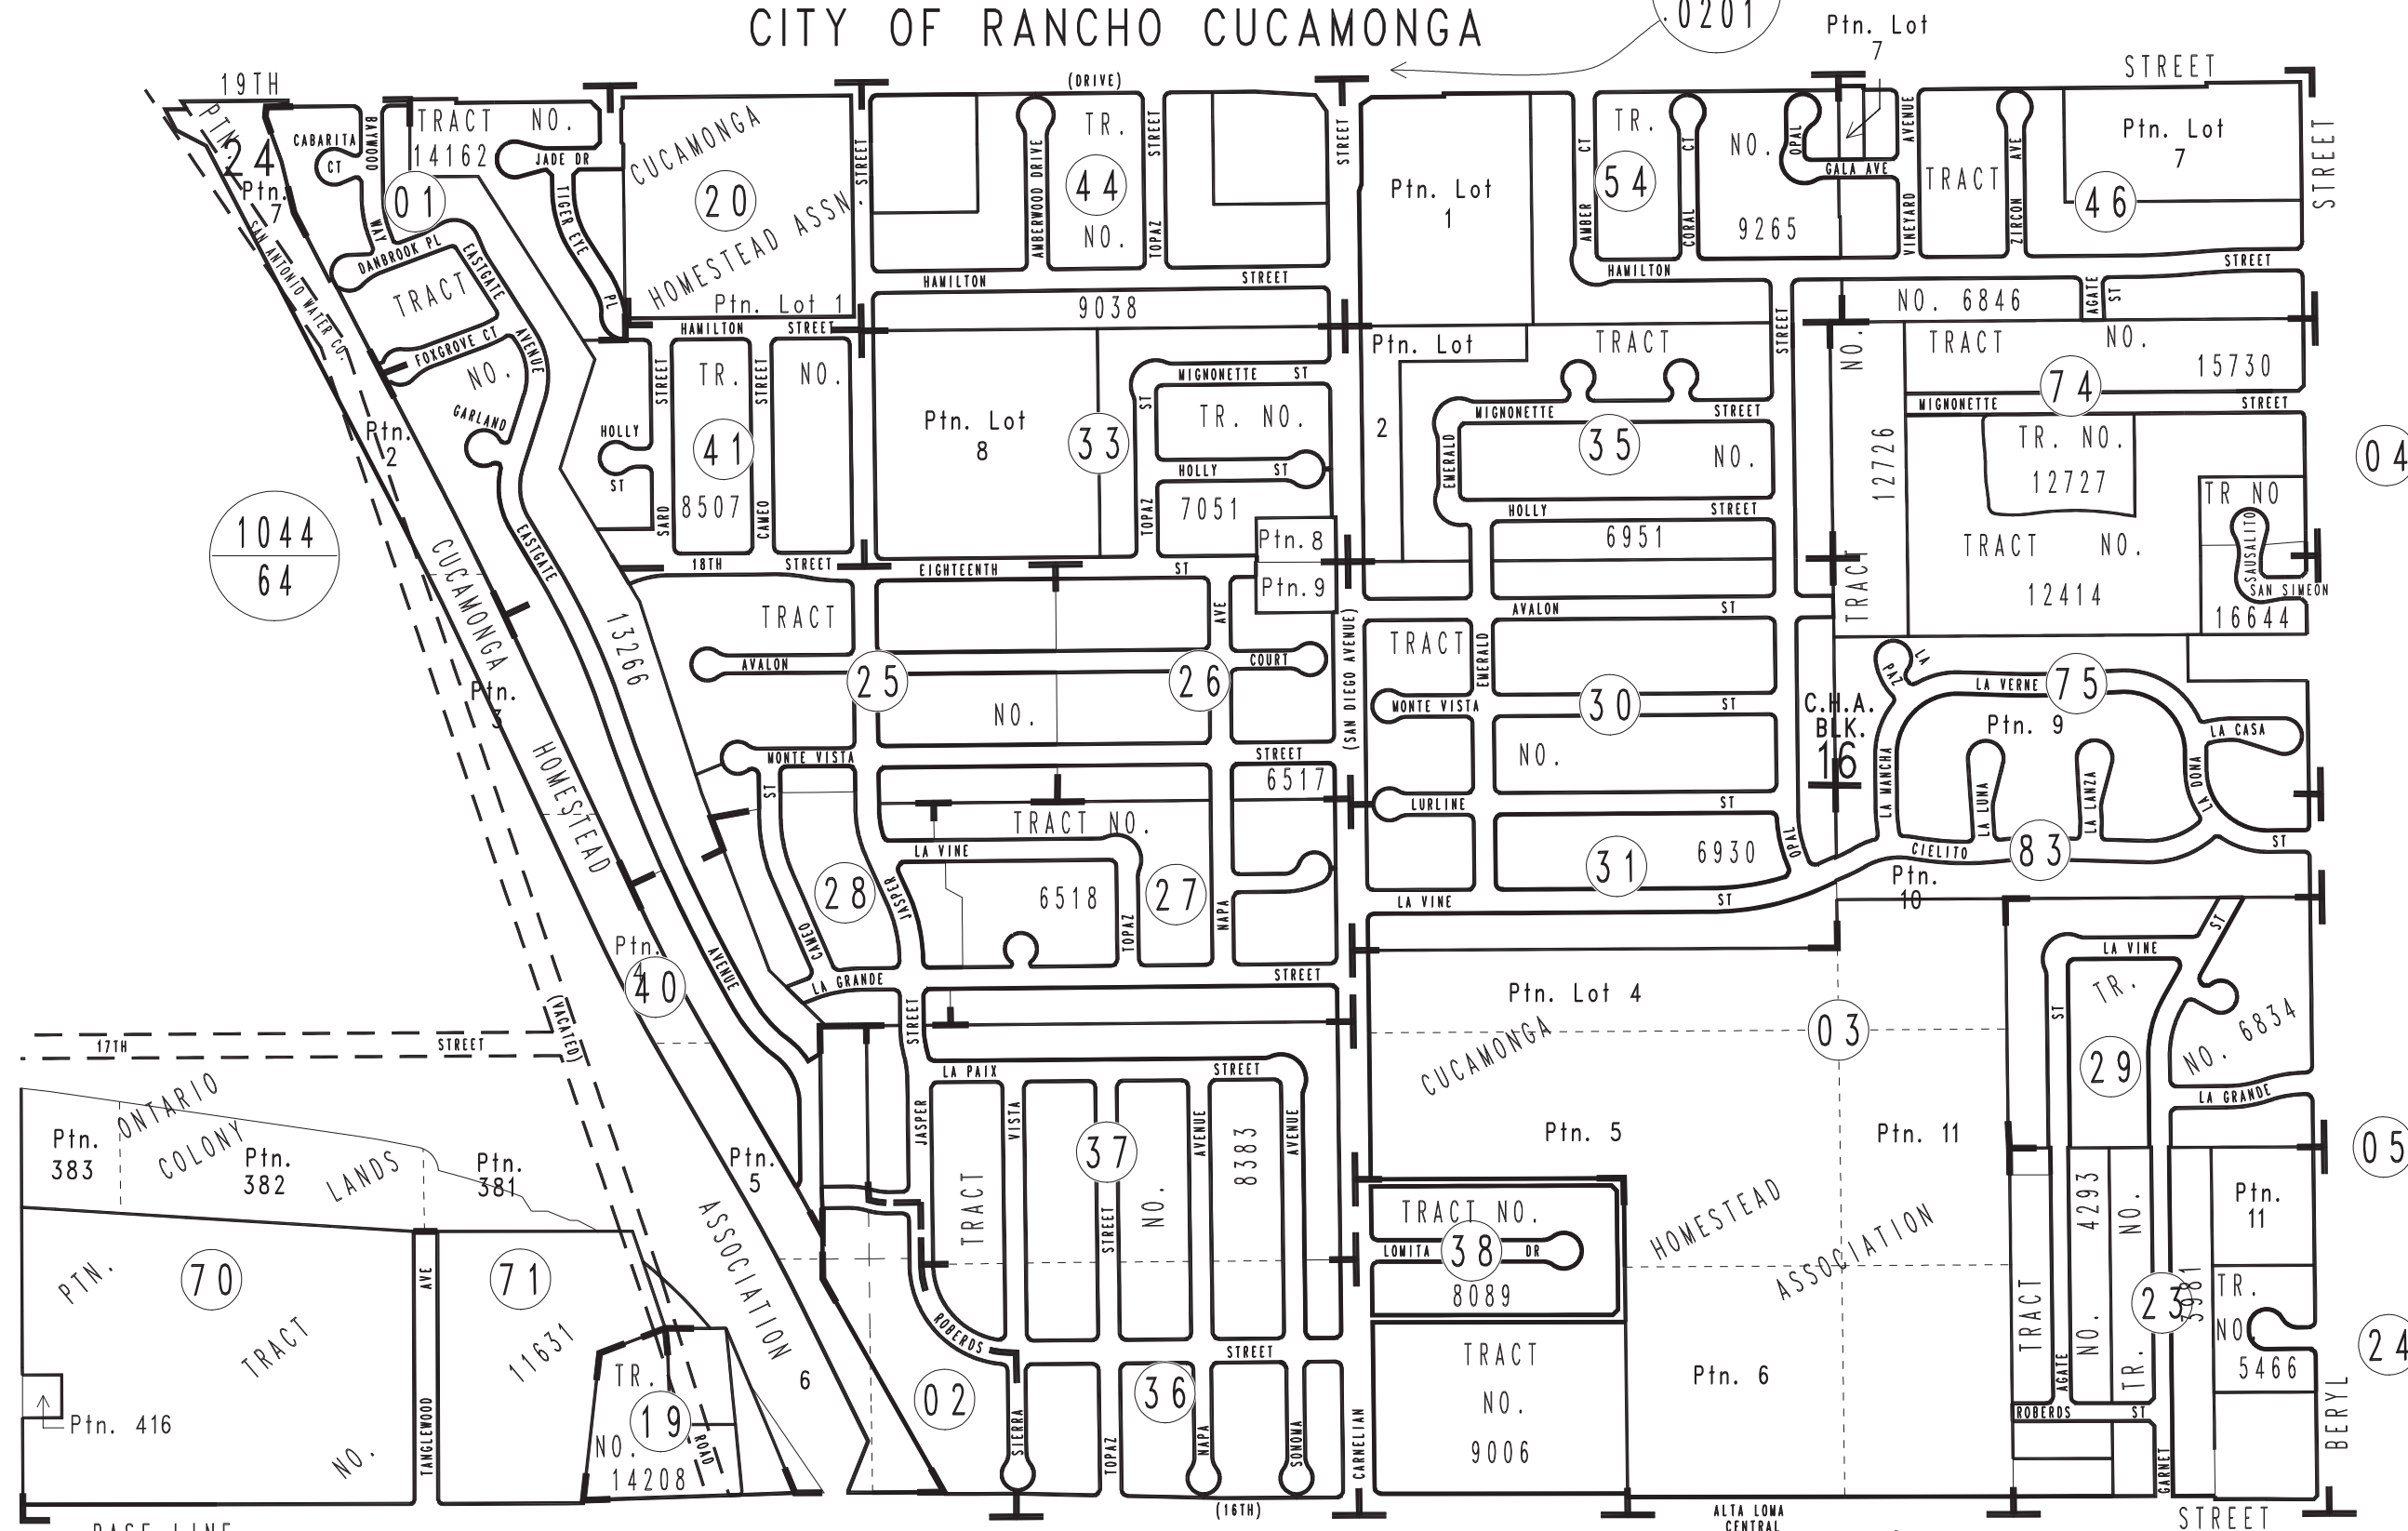 CITY OF RANCHO CUCAMONGA
.0201
Ptn. Lot
7
19TH
(DRIVE)
STREET
PTN.
24
Ptn.
7
CABARITA
CT
BAYWOOD
WAY
01
TRACT NO.
14162
JADE DR
TIGER EYE
PL
CUCAMONGA
20
HOMESTEAD ASSN.
Ptn. Lot 1
STREET
AMBERWOOD DRIVE
TR.
44
NO.
TOPAZ
STREET
STREET
Ptn. Lot
1
AMBER
CT
TR.
54
CORAL
CT
NO.
9265
OPAL
GALA AVE
VINEYARD
AVENUE
TRACT
ZIRCON
AVE
46
Ptn. Lot
7
STREET
DANBROOK PL
EASTGATE
AVENUE
TRACT
FOXGROVE CT
NO.
GARLAND
SAN ANTONIO WATER CO.
HAMILTON STREET
HAMILTON STREET
9038
HAMILTON
STREET
NO. 6846
AGATE
ST
STREET
TR.
NO.
41
8507
SARD
STREET
CAMEO
STREET
HOLLY
ST
Ptn. Lot
8
33
MIGNONETTE ST
ST
TR. NO.
HOLLY ST
TOPAZ
7051
Ptn. 8
Ptn. 9
Ptn. Lot
2
TRACT
MIGNONETTE STREET
EMERALD
35
NO.
HOLLY STREET
6951
AVALON ST
NO.
12726
TRACT
TRACT NO.
15730
74
MIGNONETTE STREET
TR. NO.
12727
TRACT NO.
12414
TR NO
SAUSALITO
SAN SIMEON
16644
04
1044
64
Ptn.
2
CUCAMONGA
EASTGATE
18TH STREET
EIGHTEENTH ST
13266
TRACT
AVALON
25
26
AVE
COURT
NO.
(SAN DIEGO AVENUE)
TRACT
EMERALD
MONTE VISTA ST
30
NO.
C.H.A.
BLK.
16
LA
PAZ
LA VERNE
75
Ptn. 9
LA CASA
LA MANCHA
LA LUNA
LA LANZA
LA DONA
Ptn.
3
HOMESTEAD
MONTE VISTA
ST
STREET
6517
TRACT NO.
LA VINE
28
JASPER
6518
27
TOPAZ
NAPA
LURLINE ST
31
6930
OPAL
CIELITO
83
ST
Ptn.
10
LA VINE ST
Ptn.
4
40
AVENUE
CAMEO
LA GRANDE
STREET
STREET
Ptn. Lot 4
CUCAMONGA
03
ST
LA VINE
ST
TR.
29
NO. 6834
LA GRANDE
17TH STREET
(VACATED)
LA PAIX STREET
ONTARIO
COLONY
LANDS
Ptn.
383
Ptn.
382
Ptn.
381
Ptn.
5
ASSOCIATION
JASPER
VISTA
37
TRACT
NO.
8383
STREET
AVENUE
AVENUE
Ptn. 5
Ptn. 11
05
TRACT NO.
LOMITA DR
38
8089
HOMESTEAD
ASSOCIATION
TRACT
NO.
4293
TR.
NO.
3981
23
Ptn.
11
TR.
NO
5466
24
70
PTN.
TRACT
NO.
AVE
TANGLEWOOD
71
11631
TR.
19
NO.
14208
ROAD
6
ROBERDS
STREET
02
SIERRA
TOPAZ
36
NAPA
SONOMA
CARNELIAN
TRACT
NO.
9006
Ptn. 6
AGATE
ROBERDS ST
GARNET
BERYL
Ptn. 416
BASE LINE
(16TH)
ALTA LOMA
CENTRAL
STREET